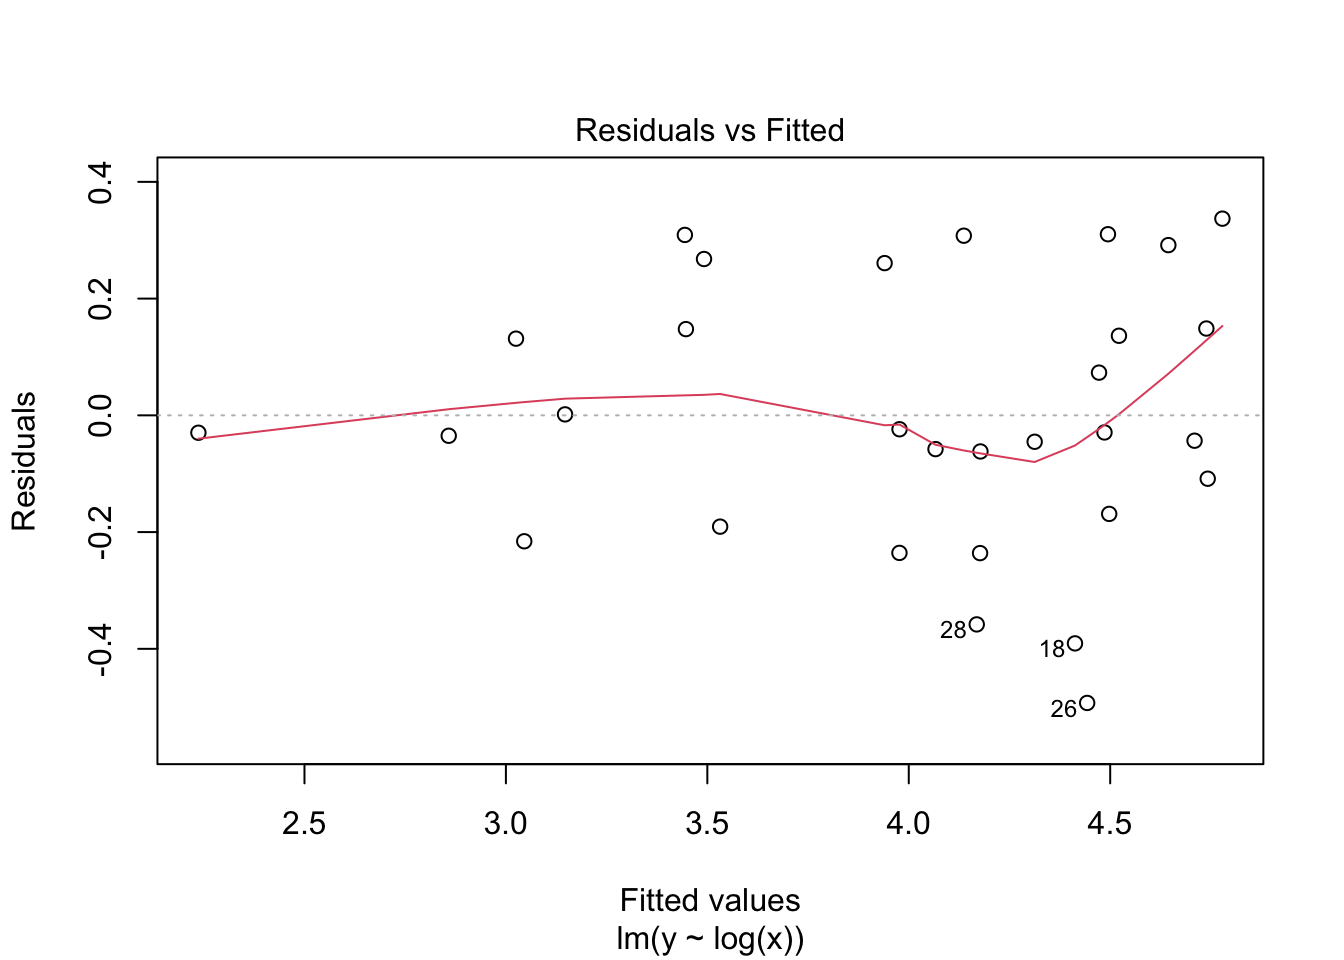 Residuals vs Fitted
0.4
0.2
0.0
-0.2
-0.4
Residuals
28
18
26
2.5 3.0 3.5 4.0 4.5
Fitted values
lm(y ~ log(x))